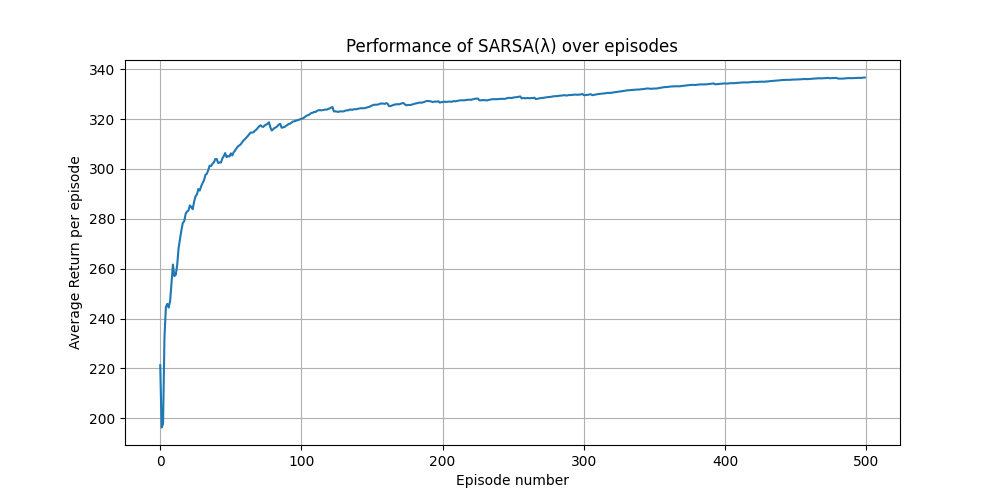 Performance of SARSA(λ) over episodes
340
320
300
280
260
240
220
200
Average Return per episode
0 100 200 300 400 500
Episode number